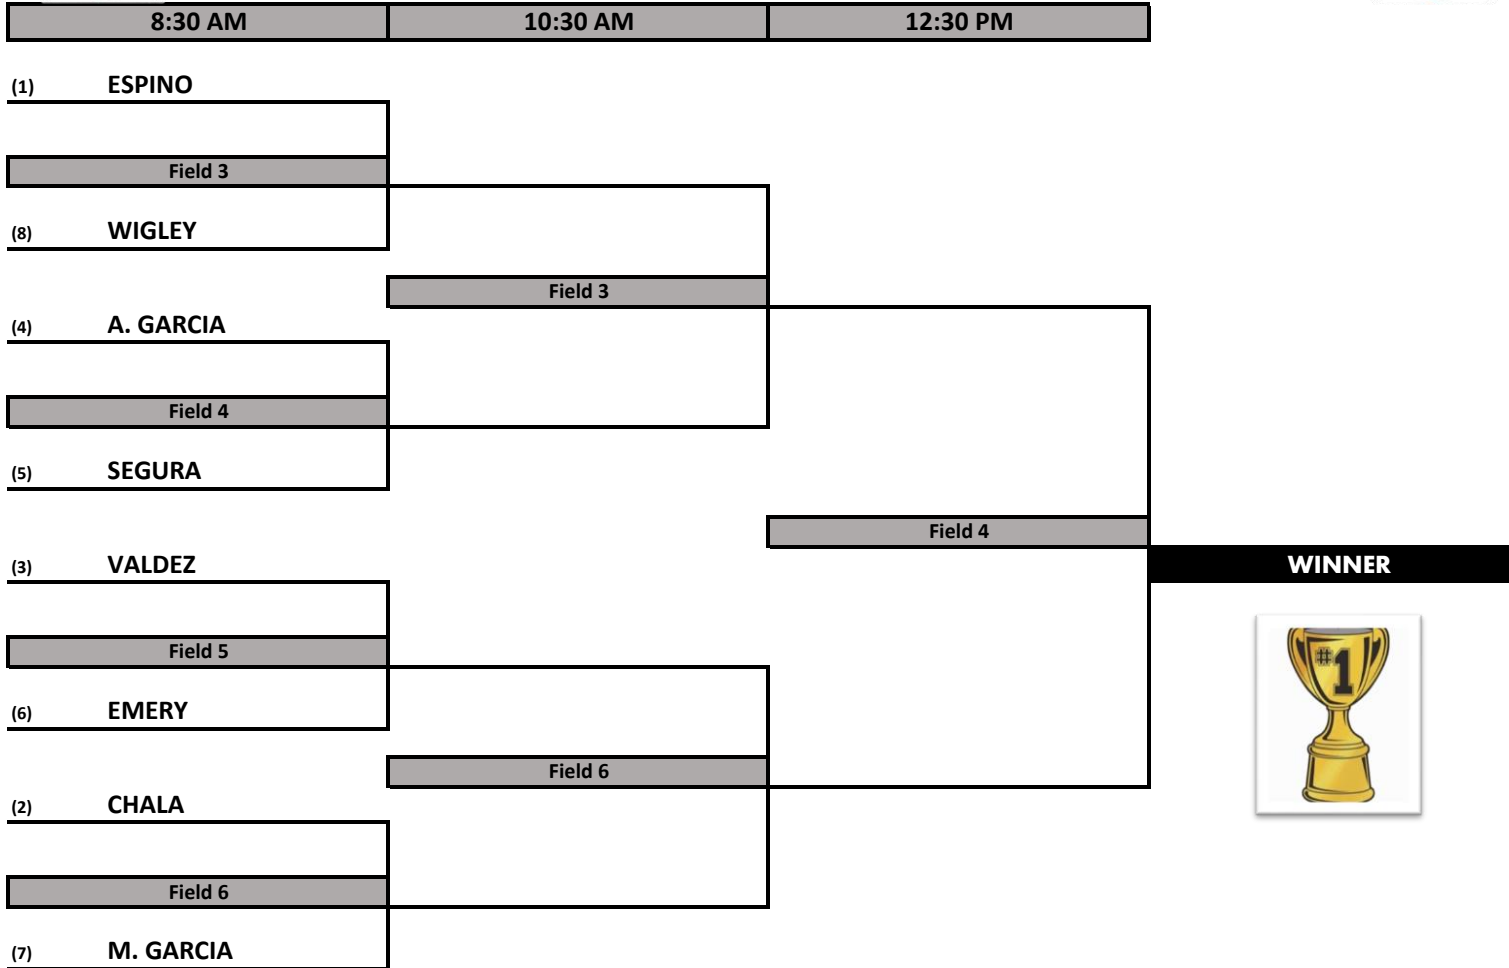 8:30 AM 10:30 AM 12:30 PM
(1) ESPINO
Field 3
(8) WIGLEY
Field 3
(4) A. GARCIA
Field 4
(5) SEGURA
Field 4
(3) VALDEZ
WINNER
Field 5
#1
(6) EMERY
Field 6
(2) CHALA
Field 6
(7) M. GARCIA